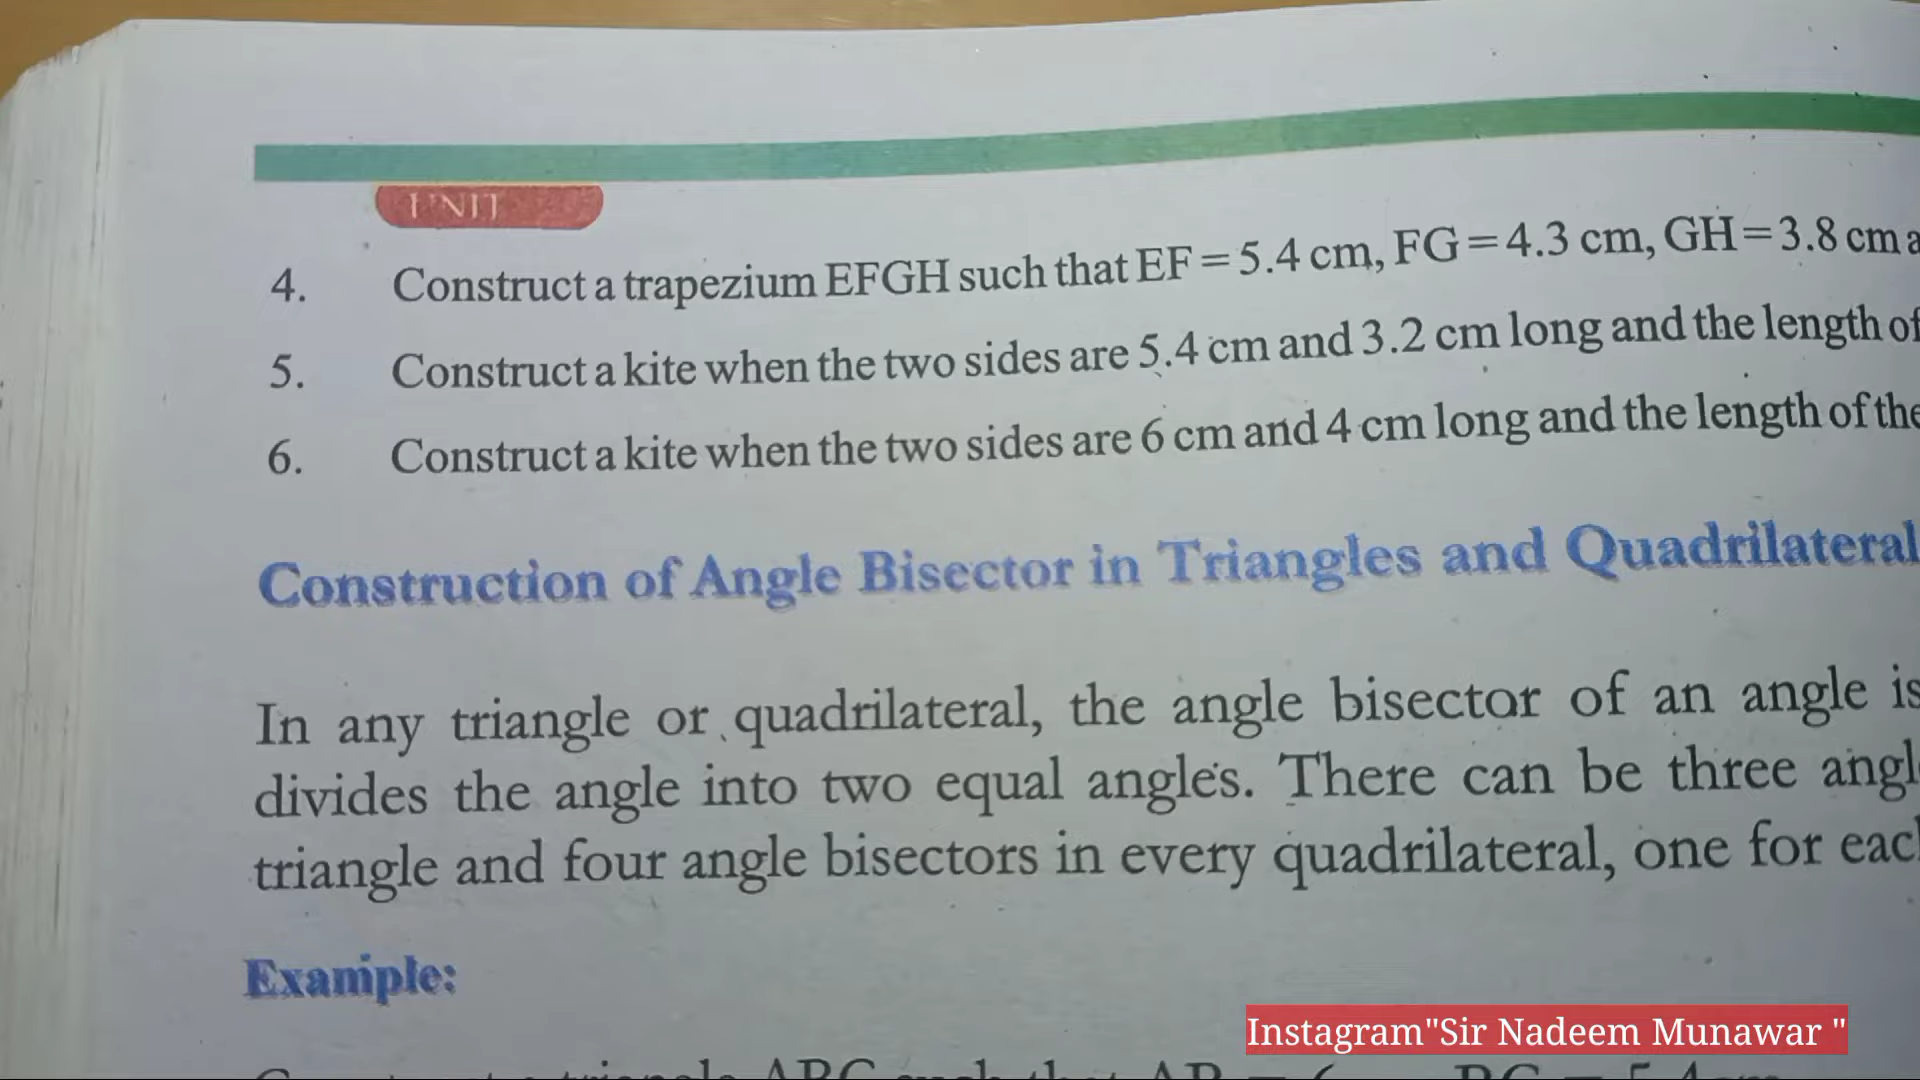 UNIT
4. Construct a trapezium EFGH such that EF = 5.4 cm, FG = 4.3 cm, GH = 3.8 cm
5. Construct a kite when the two sides are 5.4 cm and 3.2 cm long and the length of
6. Construct a kite when the two sides are 6 cm and 4 cm long and the length of the
Construction of Angle Bisector in Triangles and Quadrilateral
In any triangle or quadrilateral, the angle bisector of an angle is
divides the angle into two equal angles. There can be three
triangle and four angle bisectors in every quadrilateral, one for
Example:
Instagram"Sir Nadeem Munawar "